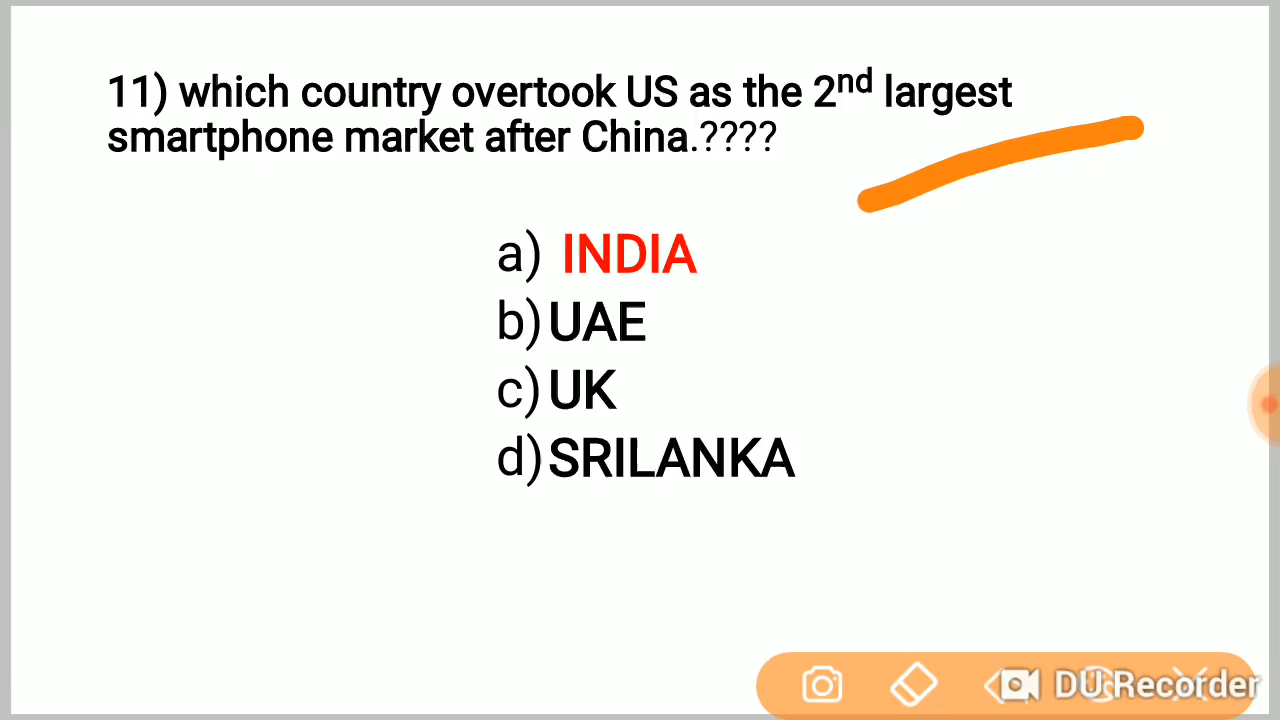 11) which country overtook US as the 2nd largest
smartphone market after China.????
a) INDIA
b) UAE
c) UK
d) SRILANKA
DU Recorder